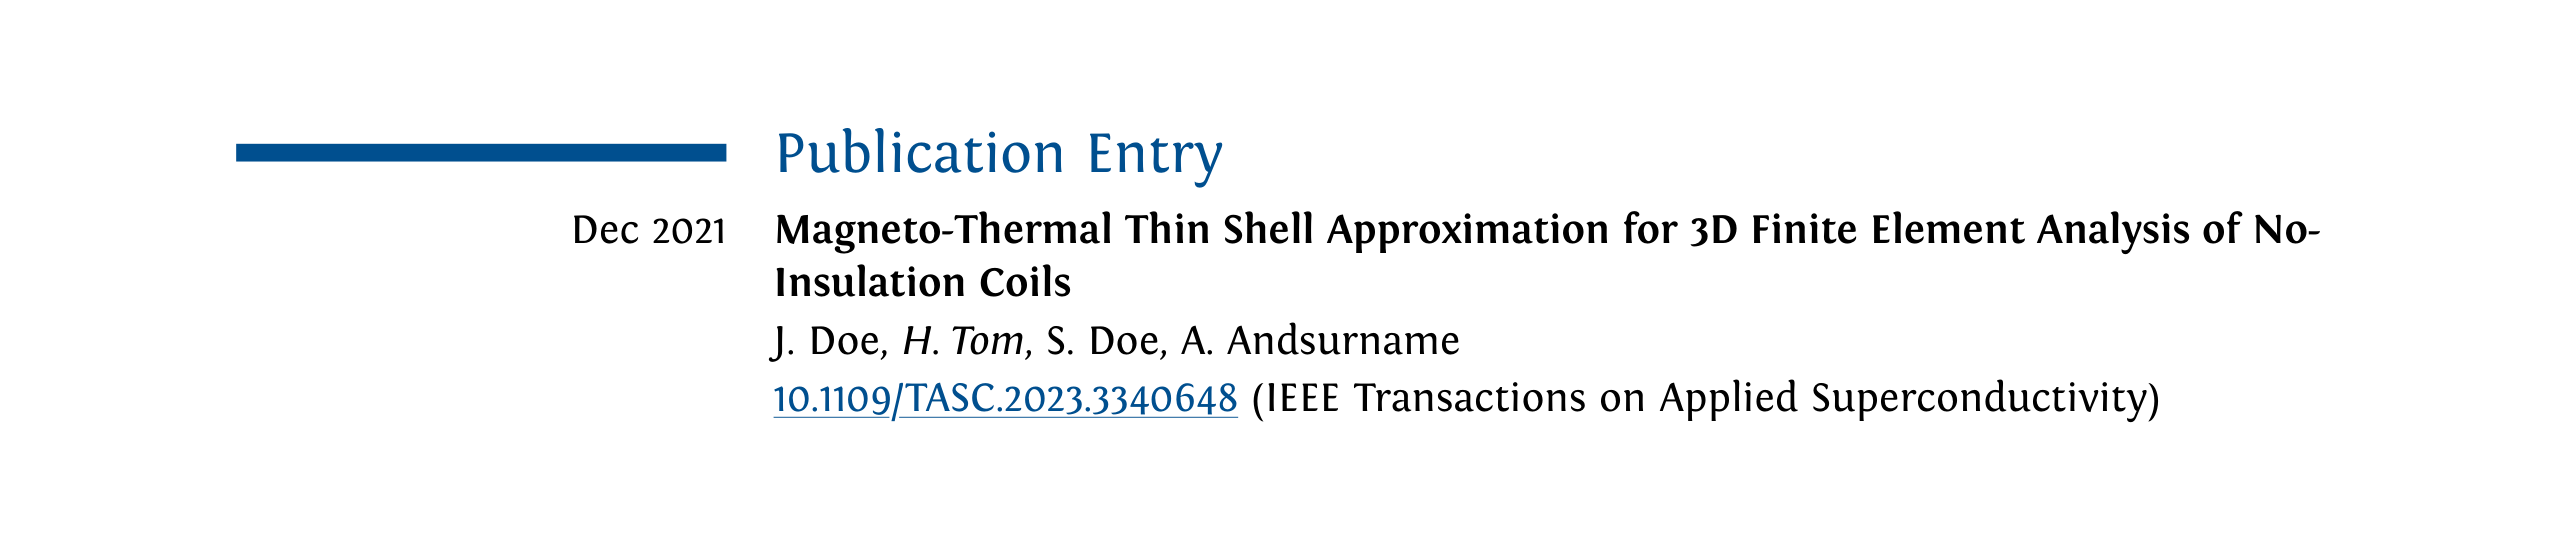 Publication Entry
Dec 2021 Magneto-Thermal Thin Shell Approximation for 3D Finite Element Analysis of No-
Insulation Coils
J. Doe, H. Tom, S. Doe, A. Andsurname
10.1109/TASC.2023.3340648 (IEEE Transactions on Applied Superconductivity)